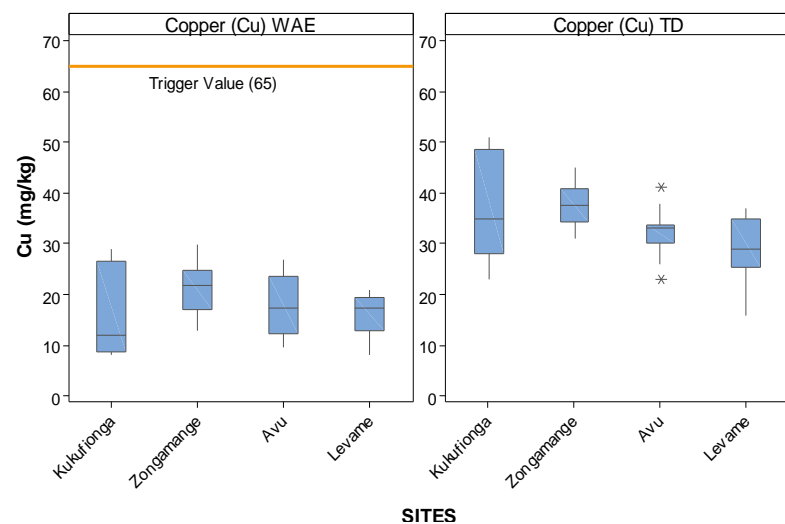 Copper (Cu) WAE
Copper (Cu) TD
70
60
50
40
30
20
10
0
Trigger Value (65)
70
60
50
40
30
20
10
0
Cu (mg/kg)
Kukufionga
Zongamange
Avu
Levame
Kukufionga
Zongamange
Avu
Levame
SITES